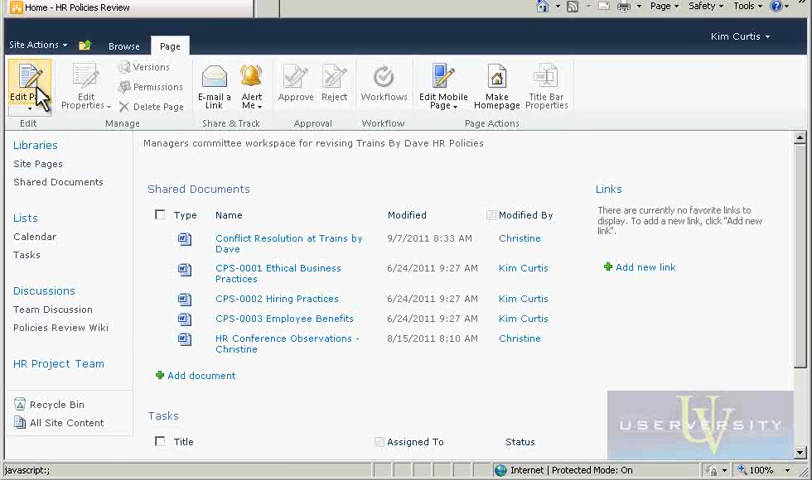 Home - HR Policies Review
Page Safety Tools
Site Actions Browse Page Kim Curtis
Edit Page
Edit Properties
Versions
Permissions
Delete Page
E-mail a Link
Alert Me
Approve
Reject
Workflows
Edit Mobile Page
Make Homepage
Title Bar Properties
Edit Manage Share & Track Approval Workflow Page Actions
Libraries
Site Pages
Shared Documents
Lists
Calendar
Tasks
Discussions
Team Discussion
Policies Review Wiki
HR Project Team
Recycle Bin
All Site Content
Managers committee workspace for revising Trains By Dave HR Policies
Shared Documents
Type Name Modified Modified By
Conflict Resolution at Trains by 9/7/2011 8:33 AM Christine
Dave
CPS-0001 Ethical Business 6/24/2011 9:27 AM Kim Curtis
Practices
CPS-0002 Hiring Practices 6/24/2011 9:27 AM Kim Curtis
CPS-0003 Employee Benefits 6/24/2011 9:27 AM Kim Curtis
HR Conference Observations - 8/15/2011 8:10 AM Christine
Christine
Add document
Tasks
Title Assigned To Status
Links
There are currently no favorite links to
display. To add a new link, click "Add new
link".
Add new link
UV
USERVERSITY
javascript:; Internet | Protected Mode: On 100%